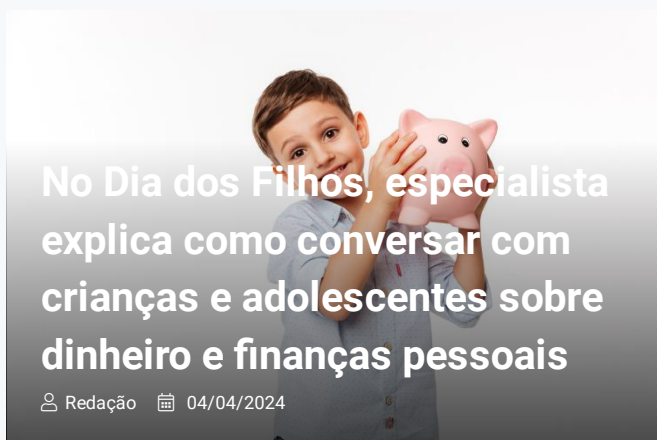 No Dia dos Filhos, especialista
explica como conversar com
crianças e adolescentes sobre
dinheiro e finanças pessoais
Redação 04/04/2024